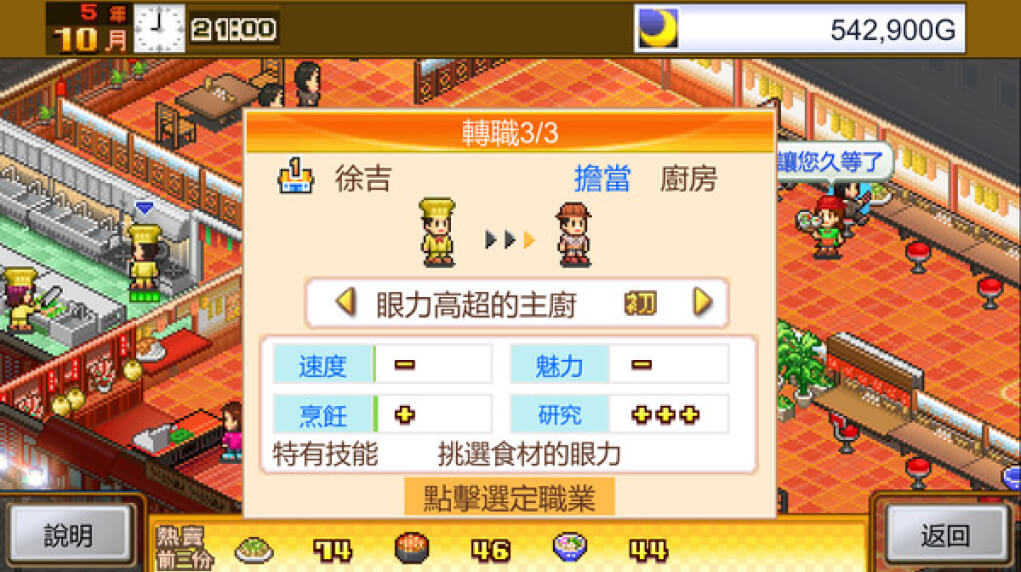 5年
10月
21:00
542,900G
轉職3/3
1
徐吉
擔當 廚房
讓您久等了
眼力高超的主廚 初
速度 -
魅力 -
烹飪 +
研究 +++
特有技能 挑選食材的眼力
點擊選定職業
說明
熱賣
前三份
74
46
44
返回